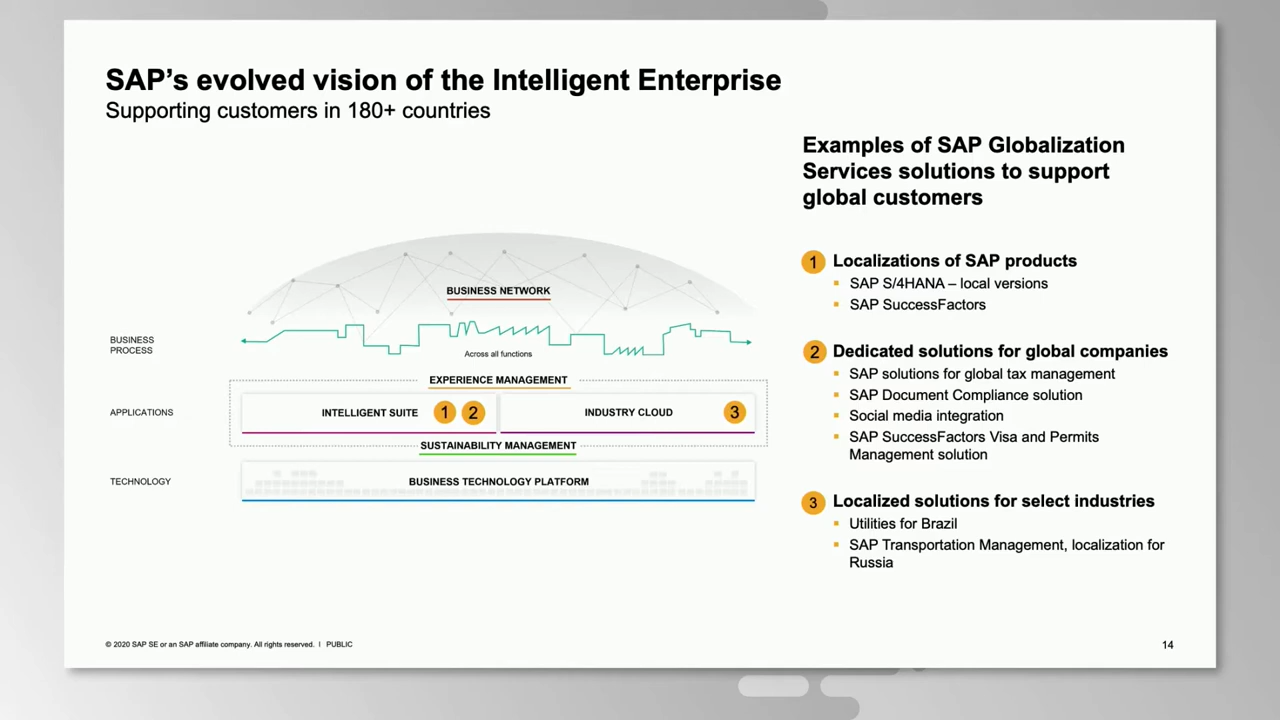 SAP’s evolved vision of the Intelligent Enterprise
Supporting customers in 180+ countries
BUSINESS NETWORK
BUSINESS
PROCESS
Across all functions
EXPERIENCE MANAGEMENT
APPLICATIONS
INTELLIGENT SUITE 1 2
INDUSTRY CLOUD 3
SUSTAINABILITY MANAGEMENT
TECHNOLOGY
BUSINESS TECHNOLOGY PLATFORM
Examples of SAP Globalization
Services solutions to support
global customers
1 Localizations of SAP products
SAP S/4HANA – local versions
SAP SuccessFactors
2 Dedicated solutions for global companies
SAP solutions for global tax management
SAP Document Compliance solution
Social media integration
SAP SuccessFactors Visa and Permits
Management solution
3 Localized solutions for select industries
Utilities for Brazil
SAP Transportation Management, localization for
Russia
© 2020 SAP SE or an SAP affiliate company. All rights reserved. I PUBLIC
14